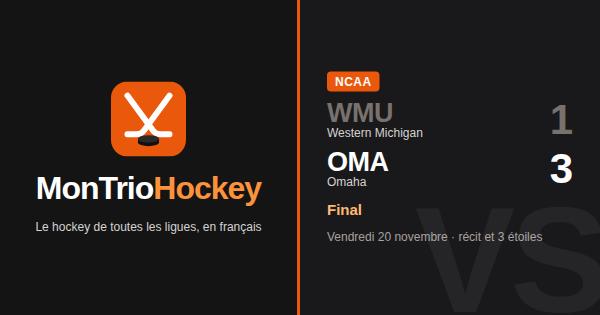 MonTrioHockey
Le hockey de toutes les ligues, en français
NCAA
WMU
1
Western Michigan
OMA
3
Omaha
Final
Vendredi 20 novembre · récit et 3 étoiles
VS